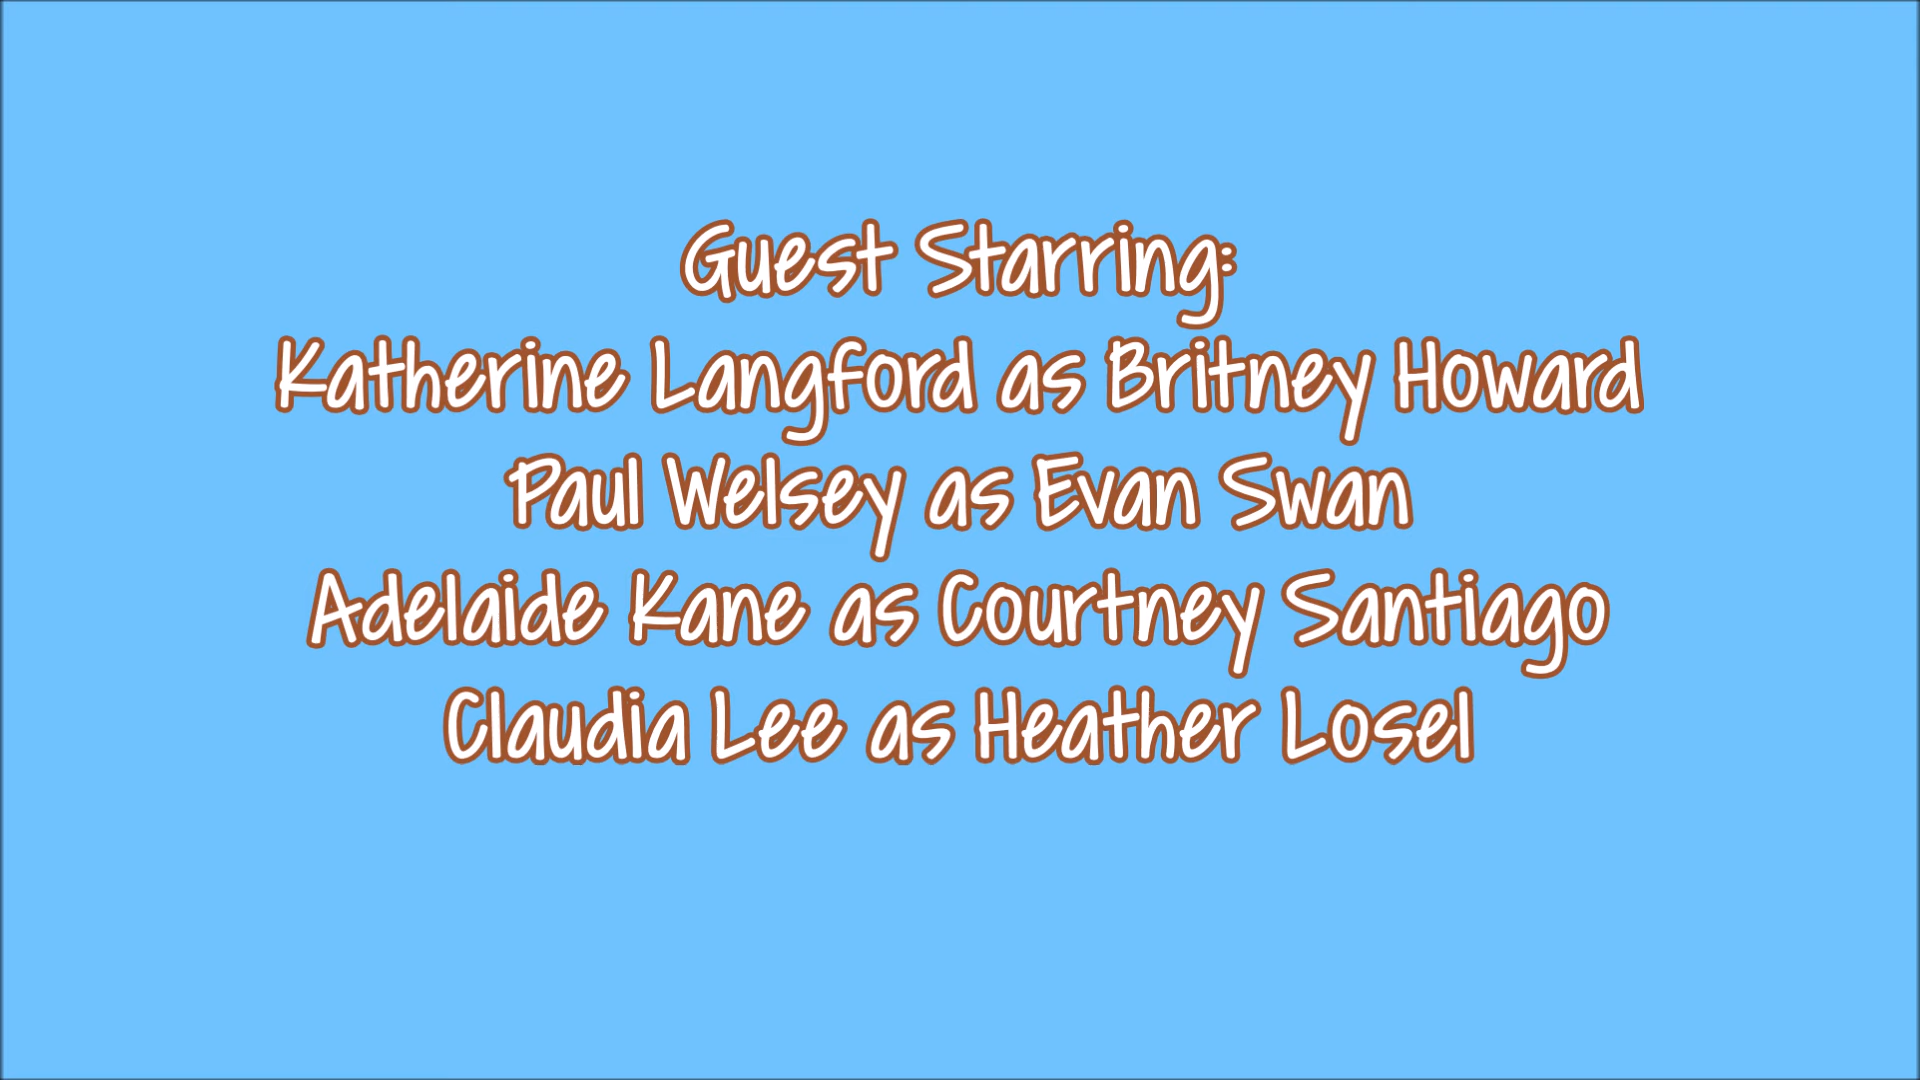 Guest Starring:
Katherine Langford as Britney Howard
Paul Welsey as Evan Swan
Adelaide Kane as Courtney Santiago
Claudia Lee as Heather Losel